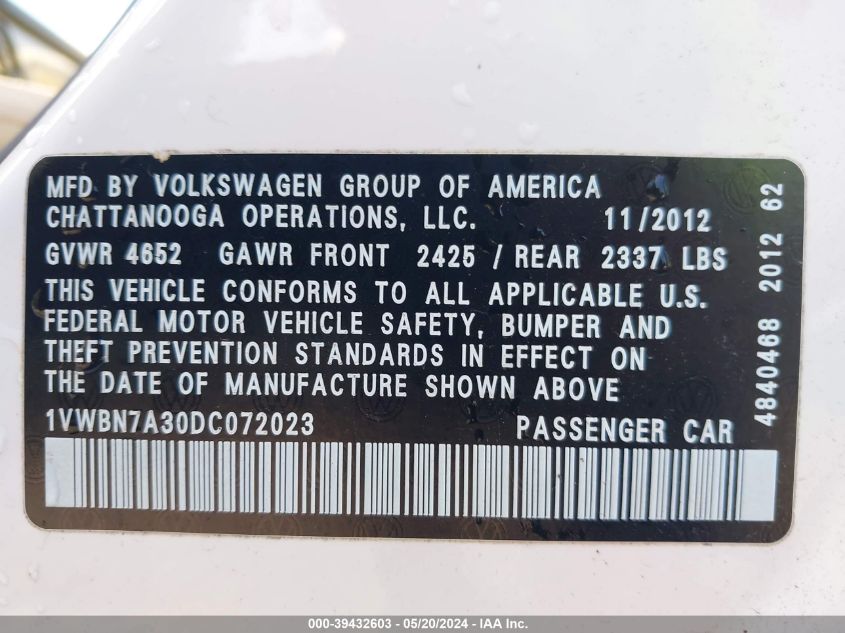 MFD BY VOLKSWAGEN GROUP OF AMERICA
CHATTANOOGA OPERATIONS, LLC. 11/2012
GVWR 4652 GAWR FRONT 2425 / REAR 2337 LBS
THIS VEHICLE CONFORMS TO ALL APPLICABLE U.S.
FEDERAL MOTOR VEHICLE SAFETY, BUMPER AND
THEFT PREVENTION STANDARDS IN EFFECT ON
THE DATE OF MANUFACTURE SHOWN ABOVE
1VWBN7A30DC072023 PASSENGER CAR
4840468 2012 62
000-39432603 - 05/20/2024 - IAA Inc.